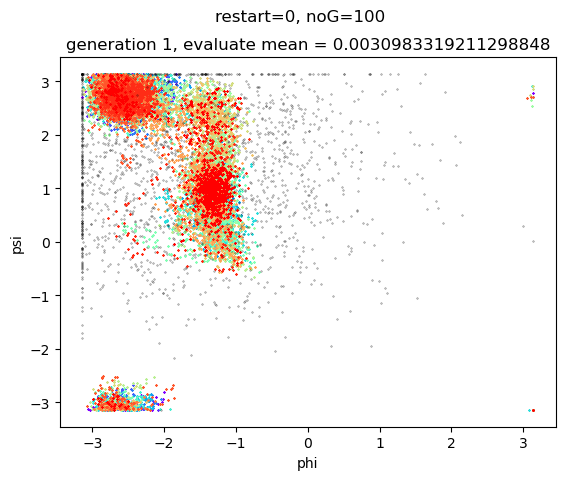 restart=0, noG=100
generation 1, evaluate mean = 0.0030983319211298848
3
2
1
0
−1
−2
−3
psi
−3 −2 −1 0 1 2 3
phi